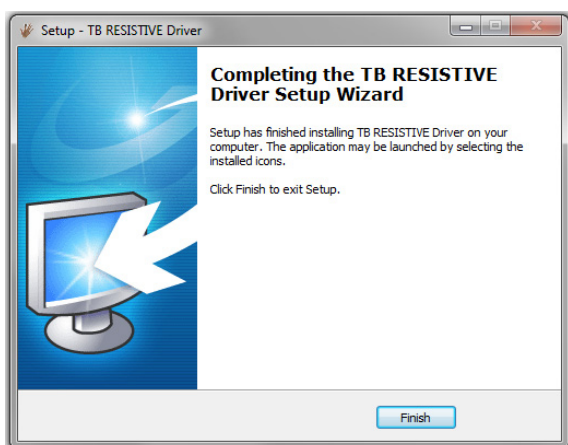 Setup - TB RESISTIVE Driver
Completing the TB RESISTIVE
Driver Setup Wizard
Setup has finished installing TB RESISTIVE Driver on your
computer. The application may be launched by selecting the
installed icons.
Click Finish to exit Setup.
Finish